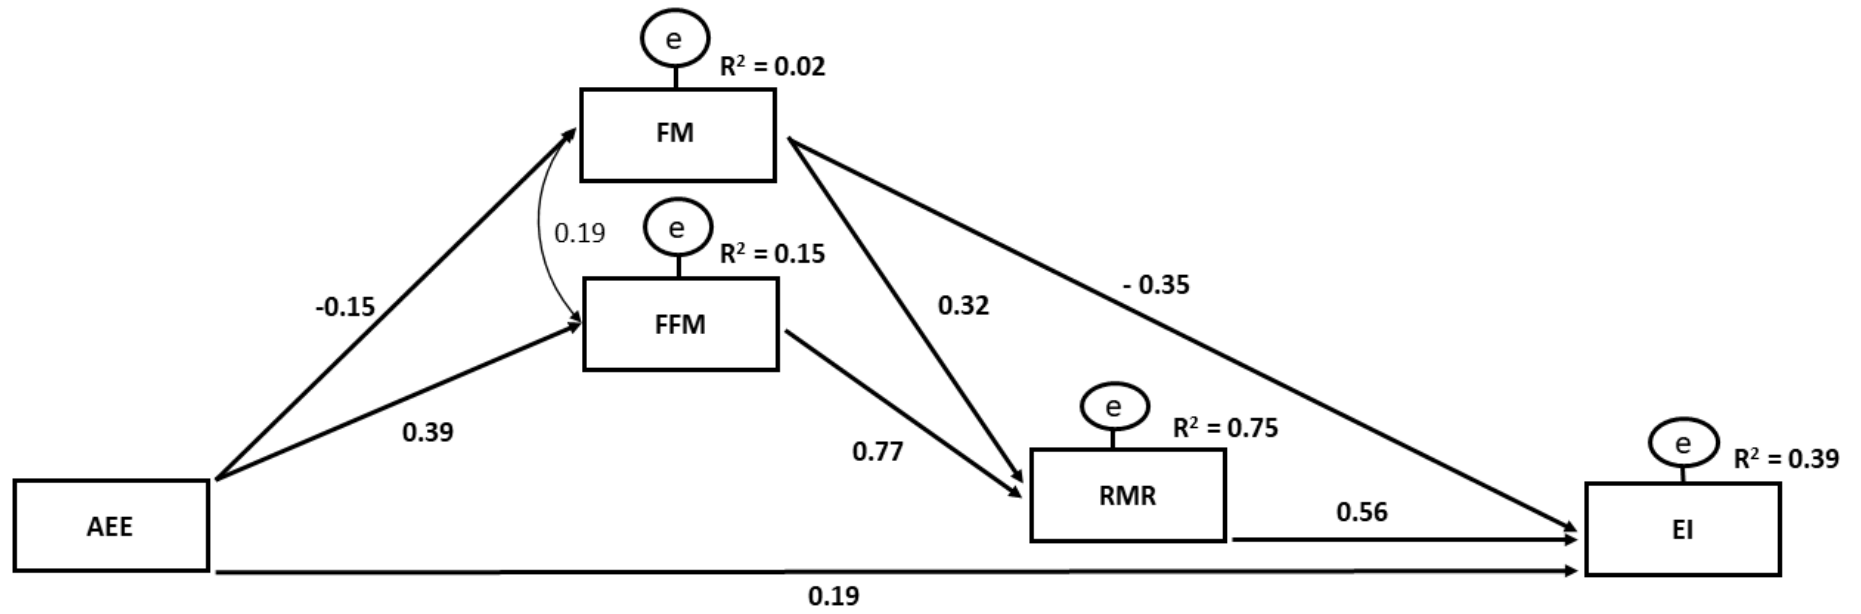 e
R² = 0.02
FM
0.19
e
R² = 0.15
FFM
-0.15
0.39
0.32
- 0.35
0.77
e
R² = 0.75
RMR
0.56
e
R² = 0.39
EI
AEE
0.19